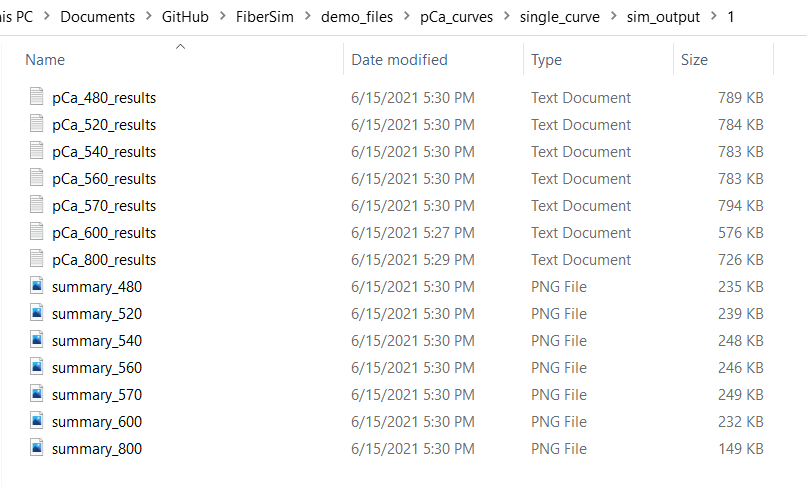 his PC > Documents > GitHub > FiberSim > demo_files > pCa_curves > single_curve > sim_output > 1
Name Date modified Type Size
pCa_480_results 6/15/2021 5:30 PM Text Document 789 KB
pCa_520_results 6/15/2021 5:30 PM Text Document 784 KB
pCa_540_results 6/15/2021 5:30 PM Text Document 783 KB
pCa_560_results 6/15/2021 5:30 PM Text Document 783 KB
pCa_570_results 6/15/2021 5:30 PM Text Document 794 KB
pCa_600_results 6/15/2021 5:27 PM Text Document 576 KB
pCa_800_results 6/15/2021 5:29 PM Text Document 726 KB
summary_480 6/15/2021 5:30 PM PNG File 235 KB
summary_520 6/15/2021 5:30 PM PNG File 239 KB
summary_540 6/15/2021 5:30 PM PNG File 248 KB
summary_560 6/15/2021 5:30 PM PNG File 246 KB
summary_570 6/15/2021 5:30 PM PNG File 249 KB
summary_600 6/15/2021 5:30 PM PNG File 232 KB
summary_800 6/15/2021 5:30 PM PNG File 149 KB